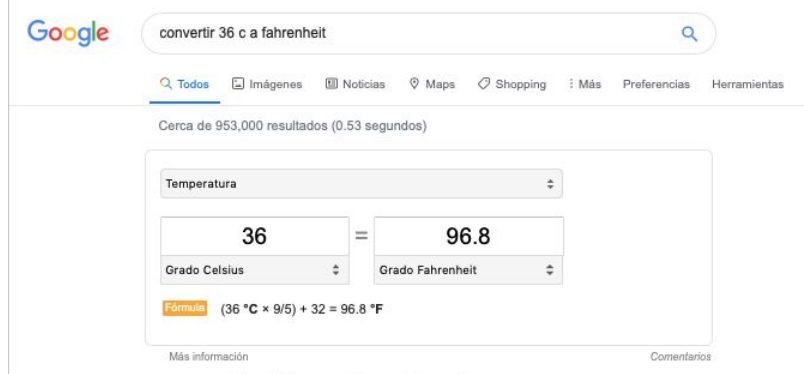 Google convertir 36 c a fahrenheit
Todos Imágenes Noticias Maps Shopping Más Preferencias Herramientas
Cerca de 953,000 resultados (0.53 segundos)
Temperatura
36 = 96.8
Grado Celsius Grado Fahrenheit
Fórmula (36 °C × 9/5) + 32 = 96.8 °F
Más información Comentarios